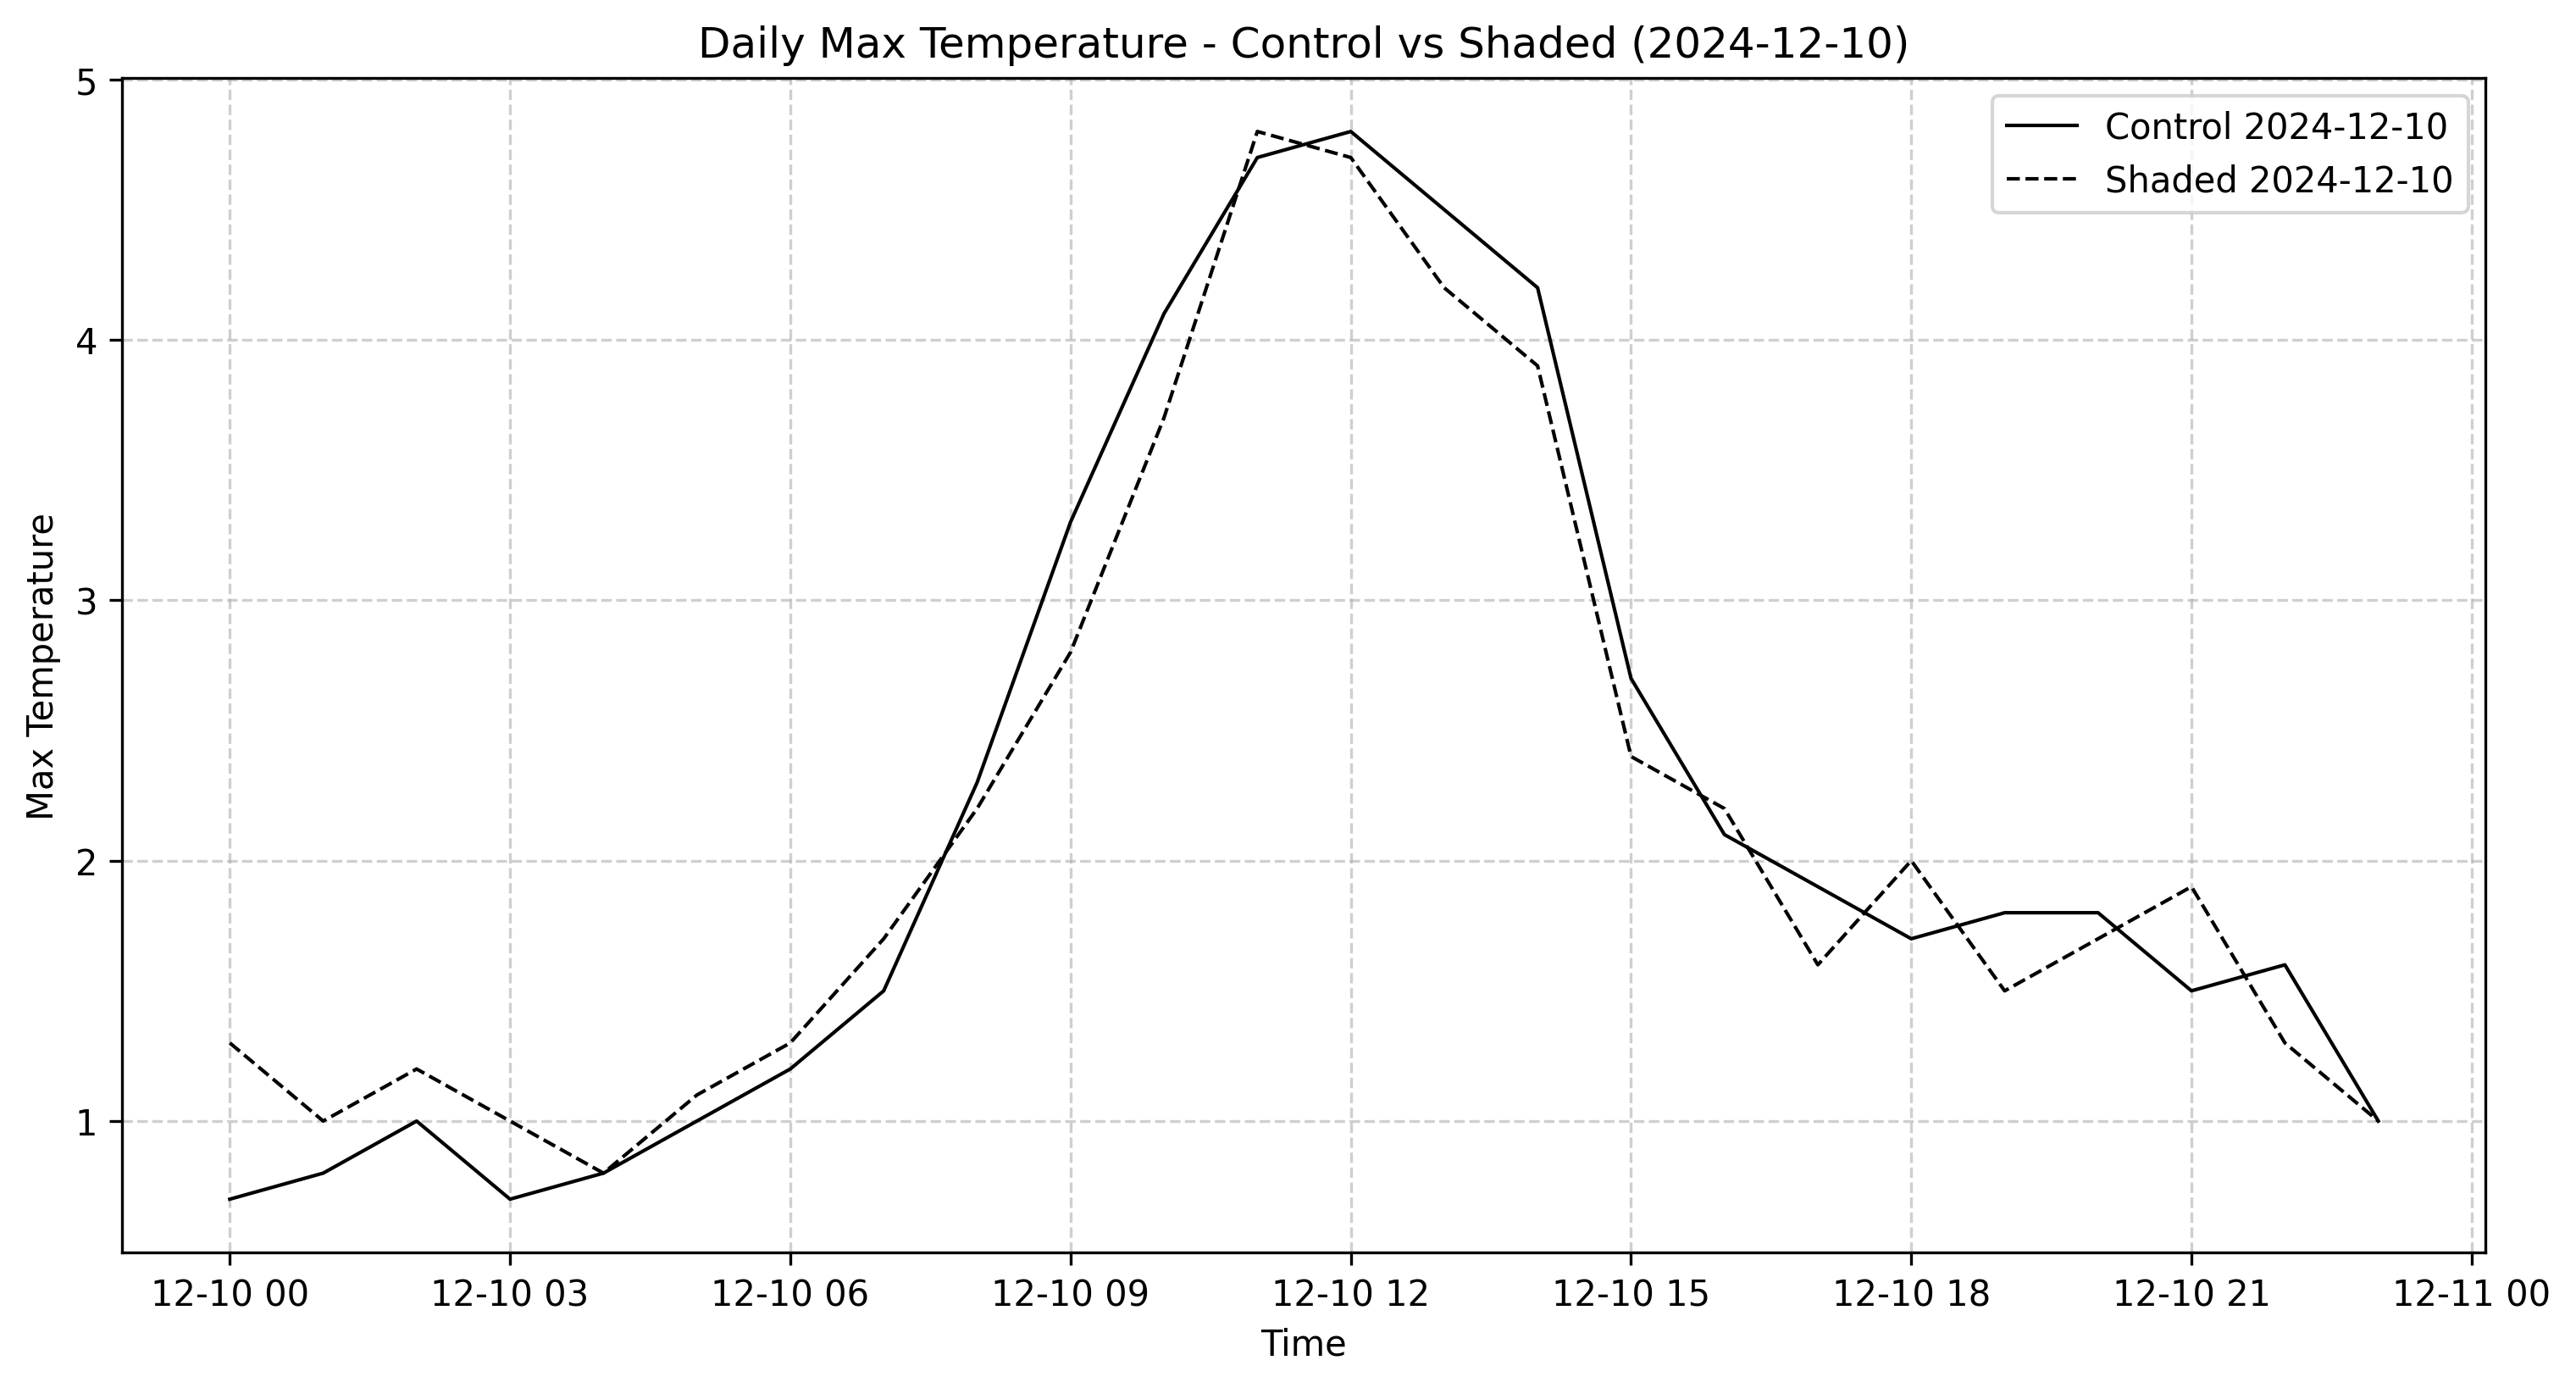 Daily Max Temperature - Control vs Shaded (2024-12-10)
Control 2024-12-10
Shaded 2024-12-10
Max Temperature
5
4
3
2
1
12-10 00
12-10 03
12-10 06
12-10 09
12-10 12
12-10 15
12-10 18
12-10 21
12-11 00
Time